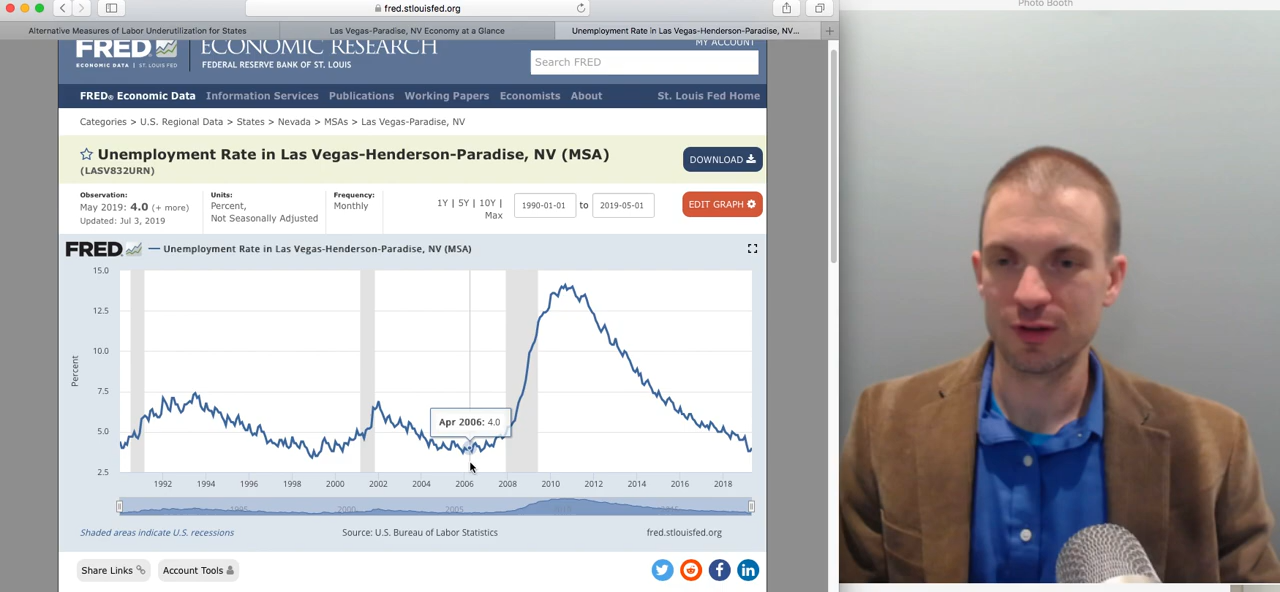 Photo Booth
fred.stlouisfed.org
Alternative Measures of Labor Underutilization for States
Las Vegas-Paradise, NV Economy at a Glance
Unemployment Rate in Las Vegas-Henderson-Paradise, NV...
FRED
ECONOMIC DATA | ST. LOUIS FED
ECONOMIC RESEARCH
FEDERAL RESERVE BANK OF ST. LOUIS
MY ACCOUNT
Search FRED
FRED® Economic Data Information Services Publications Working Papers Economists About St. Louis Fed Home
Categories > U.S. Regional Data > States > Nevada > MSAs > Las Vegas-Paradise, NV
Unemployment Rate in Las Vegas-Henderson-Paradise, NV (MSA)
(LASV832URN)
DOWNLOAD
Observation:
May 2019: 4.0 (+ more)
Updated: Jul 3, 2019
Units:
Percent,
Not Seasonally Adjusted
Frequency:
Monthly
1Y | 5Y | 10Y |
Max
1990-01-01 to 2019-05-01
EDIT GRAPH
FRED Unemployment Rate in Las Vegas-Henderson-Paradise, NV (MSA)
15.0
12.5
10.0
7.5
5.0
2.5
Percent
Apr 2006: 4.0
1992 1994 1996 1998 2000 2002 2004 2006 2008 2010 2012 2014 2016 2018
1995 2000 2005 2010
Shaded areas indicate U.S. recessions
Source: U.S. Bureau of Labor Statistics
fred.stlouisfed.org
Share Links
Account Tools